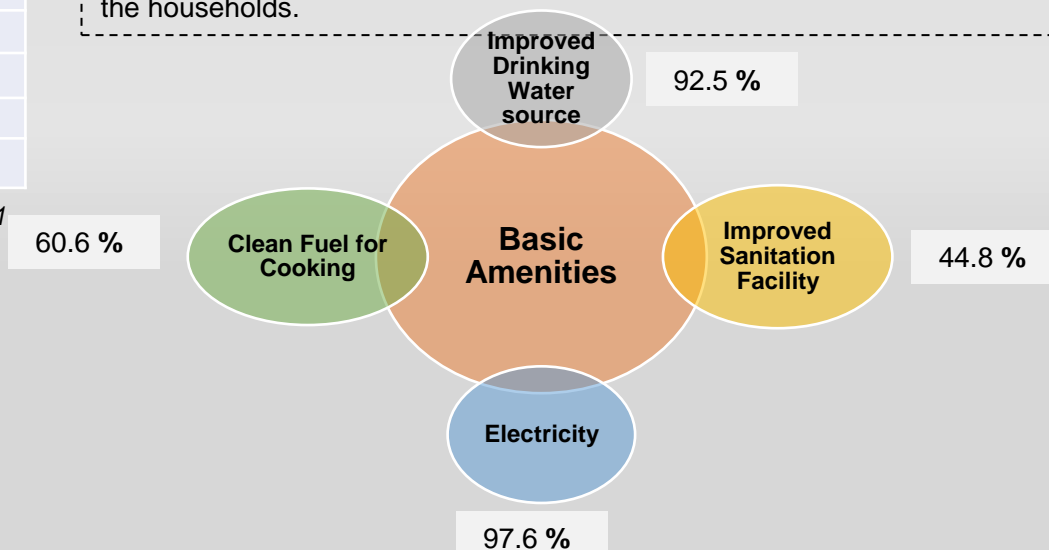 the households.
Improved
Drinking
Water
source
92.5 %
1
60.6 %
Clean Fuel for
Cooking
Basic
Amenities
Improved
Sanitation
Facility
44.8 %
Electricity
97.6 %